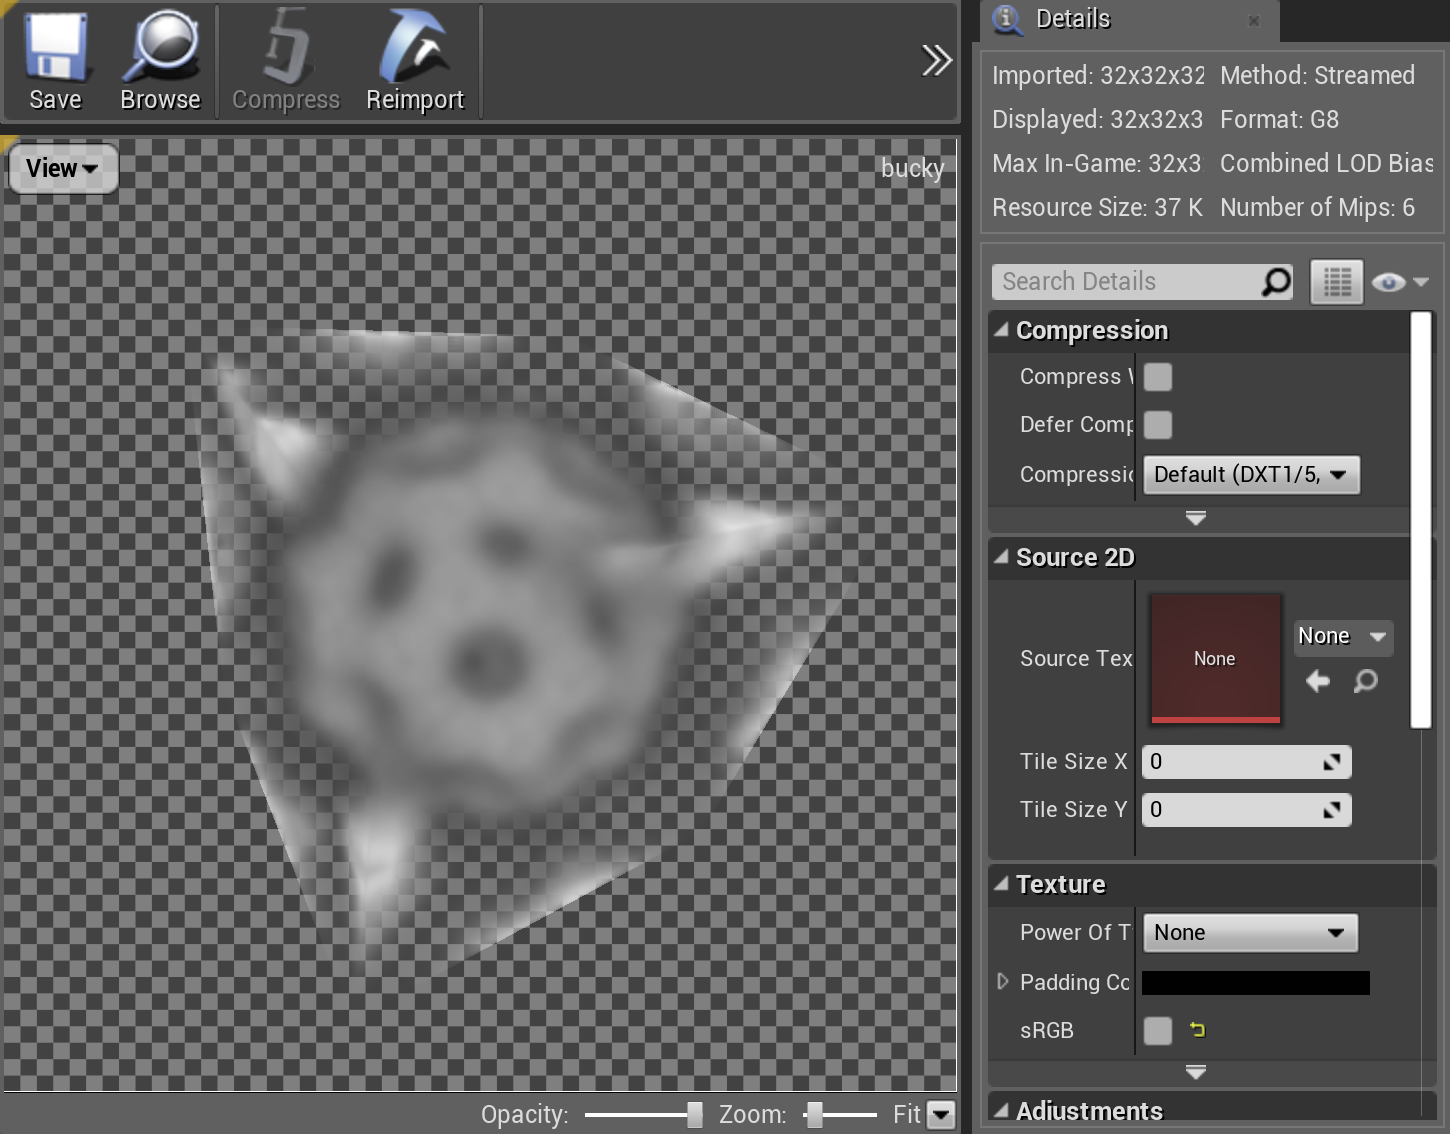 Save
Browse
Compress
Reimport
View
bucky
Opacity:
Zoom:
Fit
Details
Imported: 32x32x32 Method: Streamed
Displayed: 32x32x3 Format: G8
Max In-Game: 32x3 Combined LOD Bias
Resource Size: 37 K Number of Mips: 6
Search Details
Compression
Compress
Defer Comp
Compressio Default (DXT1/5,
Source 2D
Source Tex None None
Tile Size X 0
Tile Size Y 0
Texture
Power Of T None
Padding Co
sRGB
Adjustments